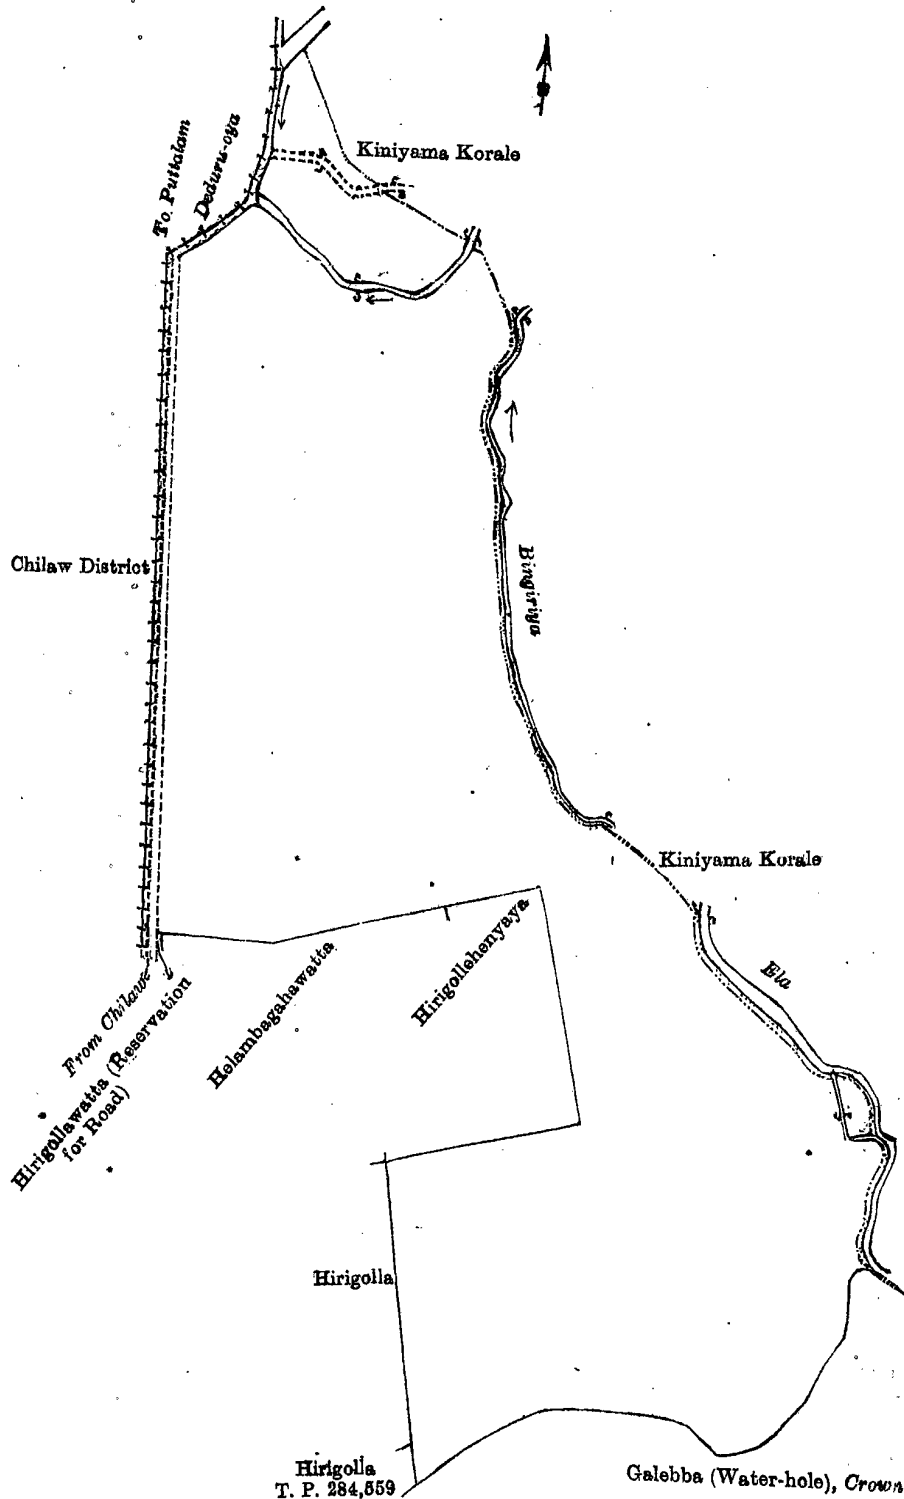 To Puttalam
Deduru-oya
Kiniyama Korale
Chilaw District
Bingiriya
Kiniyama Korale
Ela
From Chilaw
Hirigollawatta (Reservation
for Road)
Helambagahawatta
Hirigollehenyaya
Hirigolla
Hirigolla
T. P. 284,559
Galebba (Water-hole), Crown